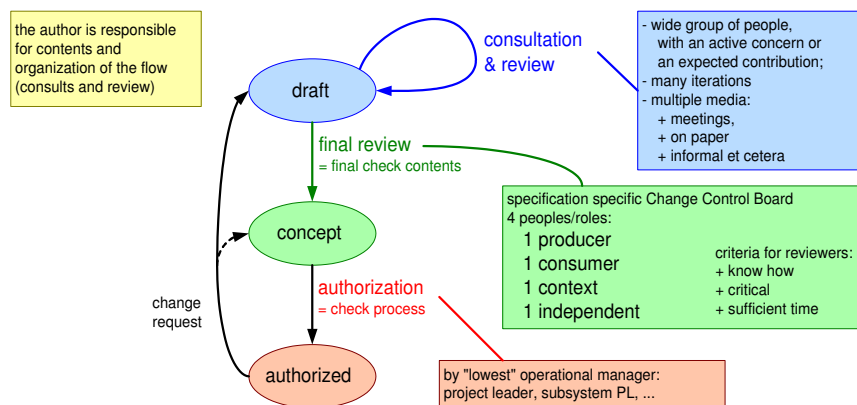 the author is responsible
for contents and
organization of the flow
(consults and review)
consultation
& review
- wide group of people,
with an active concern or
an expected contribution;
- many iterations
- multiple media:
+ meetings,
+ on paper
+ informal et cetera
draft
final review
= final check contents
specification specific Change Control Board
4 peoples/roles:
1 producer
1 consumer
1 context
1 independent
criteria for reviewers:
+ know how
+ critical
+ sufficient time
concept
authorization
= check process
change
request
authorized
by "lowest" operational manager:
project leader, subsystem PL, ...